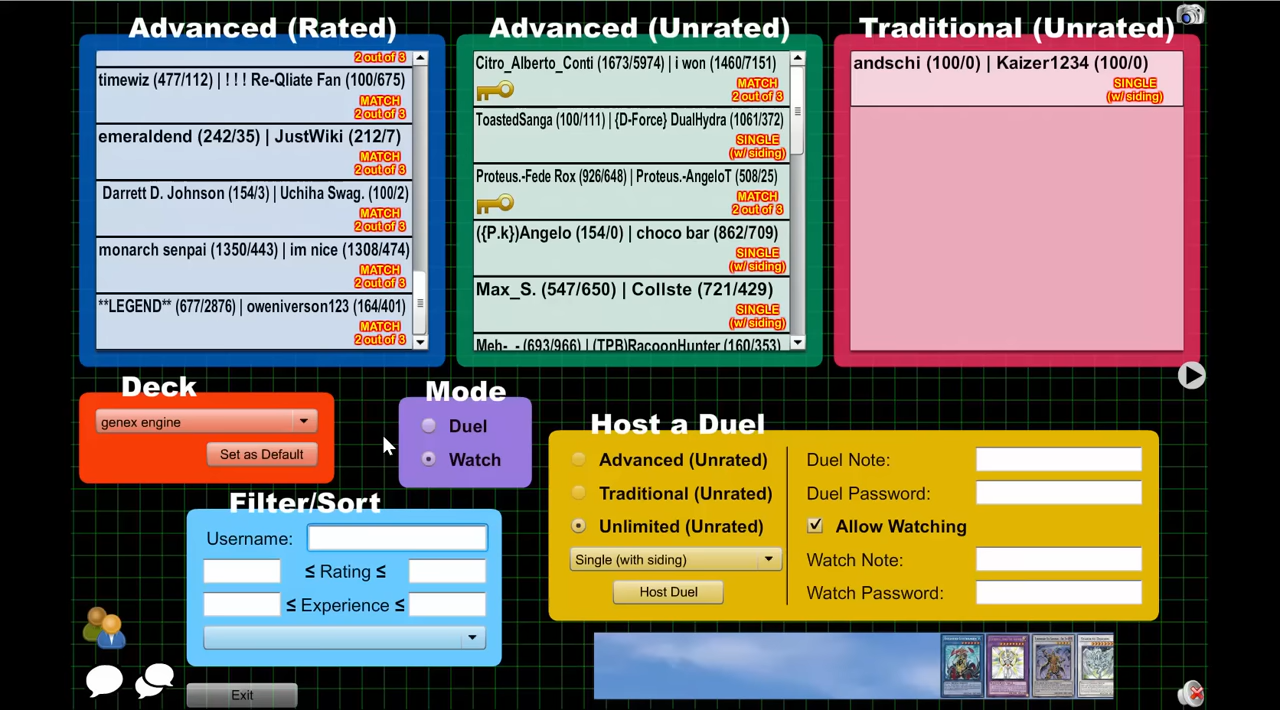 Advanced (Rated)
2 out of 3
timewiz (477/112) | ! ! ! Re-Qliate Fan (100/675)
MATCH
2 out of 3
emeraldend (242/35) | JustWiki (212/7)
MATCH
2 out of 3
Darrett D. Johnson (154/3) | Uchiha Swag. (100/2)
MATCH
2 out of 3
monarch senpai (1350/443) | im nice (1308/474)
MATCH
2 out of 3
**LEGEND** (677/2876) | oweniverson123 (164/401)
MATCH
2 out of 3
Advanced (Unrated)
Citro_Alberto_Conti (1673/5974) | i won (1460/7151)
MATCH
2 out of 3
ToastedSanga (100/111) | {D-Force} DualHydra (1061/372)
SINGLE
(w/ siding)
Proteus.-Fede Rox (926/648) | Proteus.-AngeloT (508/25)
MATCH
2 out of 3
({P.k})Angelo (154/0) | choco bar (862/709)
SINGLE
(w/ siding)
Max_S. (547/650) | Collste (721/429)
SINGLE
(w/ siding)
Meh-_- (693/966) | (TPB)RacoonHunter (160/353)
Traditional (Unrated)
andschi (100/0) | Kaizer1234 (100/0)
SINGLE
(w/ siding)
Deck
genex engine
Set as Default
Mode
Duel
Watch
Filter/Sort
Username:
≤ Rating ≤
≤ Experience ≤
Exit
Host a Duel
Advanced (Unrated)
Traditional (Unrated)
Unlimited (Unrated)
Single (with siding)
Host Duel
Duel Note:
Duel Password:
Allow Watching
Watch Note:
Watch Password: